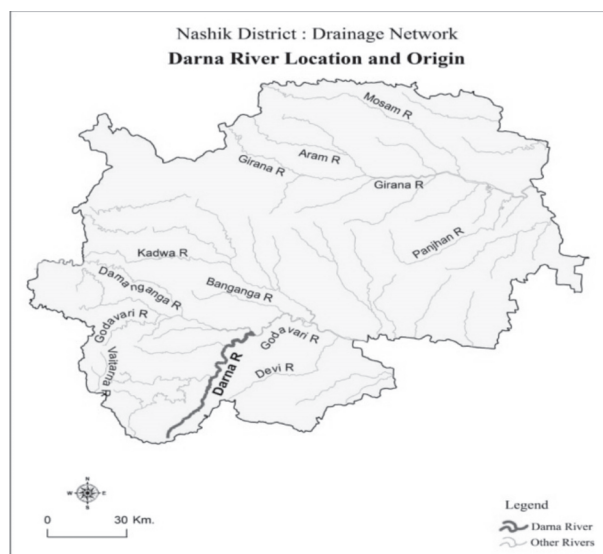 Nashik District : Drainage Network
Darna River Location and Origin
Mosam R
Aram R
Girana R
Girana R
Panjhan R
Kadwa R
Damanganga R
Banganga R
Godavari R
Godavari R
Vaitarna R
Darna R
Devi R
N
W
E
S
0 30 Km.
Legend
Darna River
Other Rivers